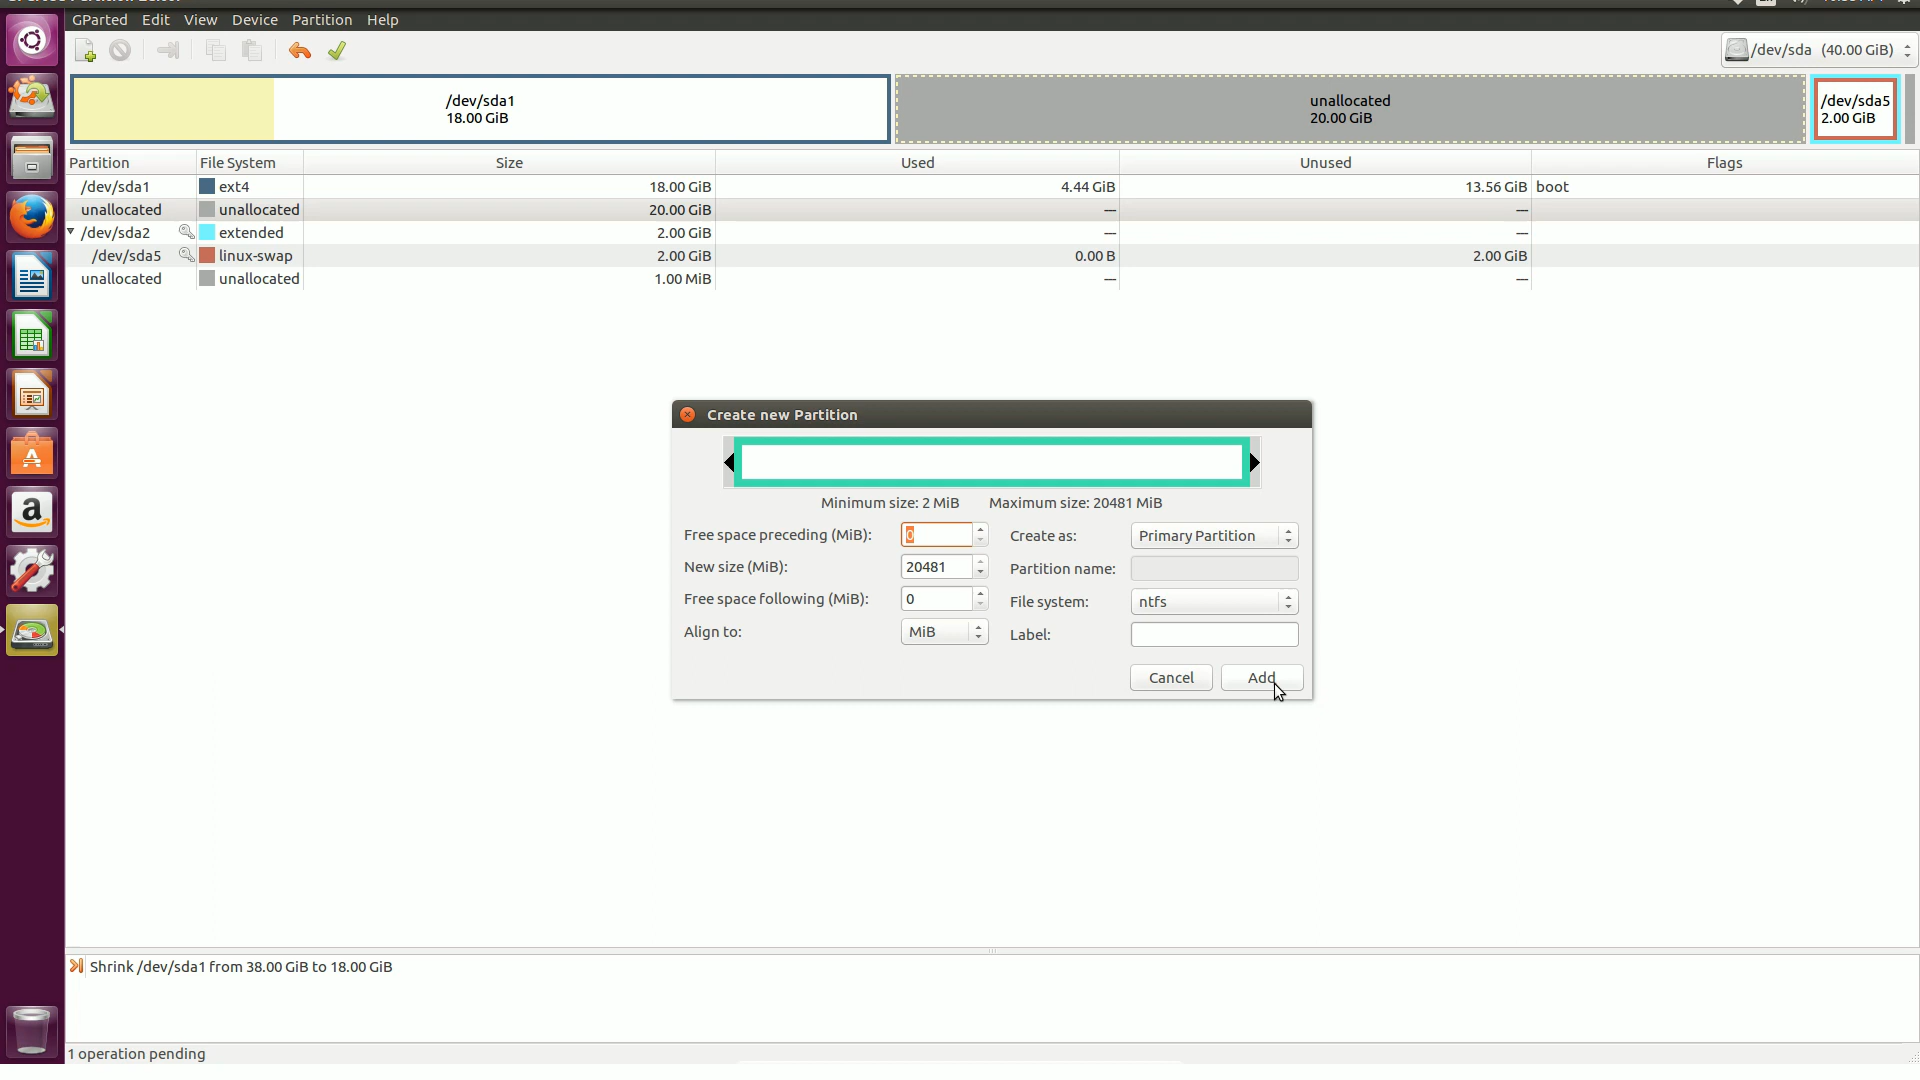 GParted Edit View Device Partition Help
/dev/sda (40.00 GiB)
/dev/sda1
18.00 GiB
unallocated
20.00 GiB
/dev/sda5
2.00 GiB
Partition File System Size Used Unused Flags
/dev/sda1 ext4 18.00 GiB 4.44 GiB 13.56 GiB boot
unallocated unallocated 20.00 GiB --- ---
/dev/sda2 extended 2.00 GiB --- ---
/dev/sda5 linux-swap 2.00 GiB 0.00 B 2.00 GiB
unallocated unallocated 1.00 MiB --- ---
Create new Partition
Minimum size: 2 MiB Maximum size: 20481 MiB
Free space preceding (MiB): 0 Create as: Primary Partition
New size (MiB): 20481 Partition name:
Free space following (MiB): 0 File system: ntfs
Align to: MiB Label:
Cancel Add
Shrink /dev/sda1 from 38.00 GiB to 18.00 GiB
1 operation pending